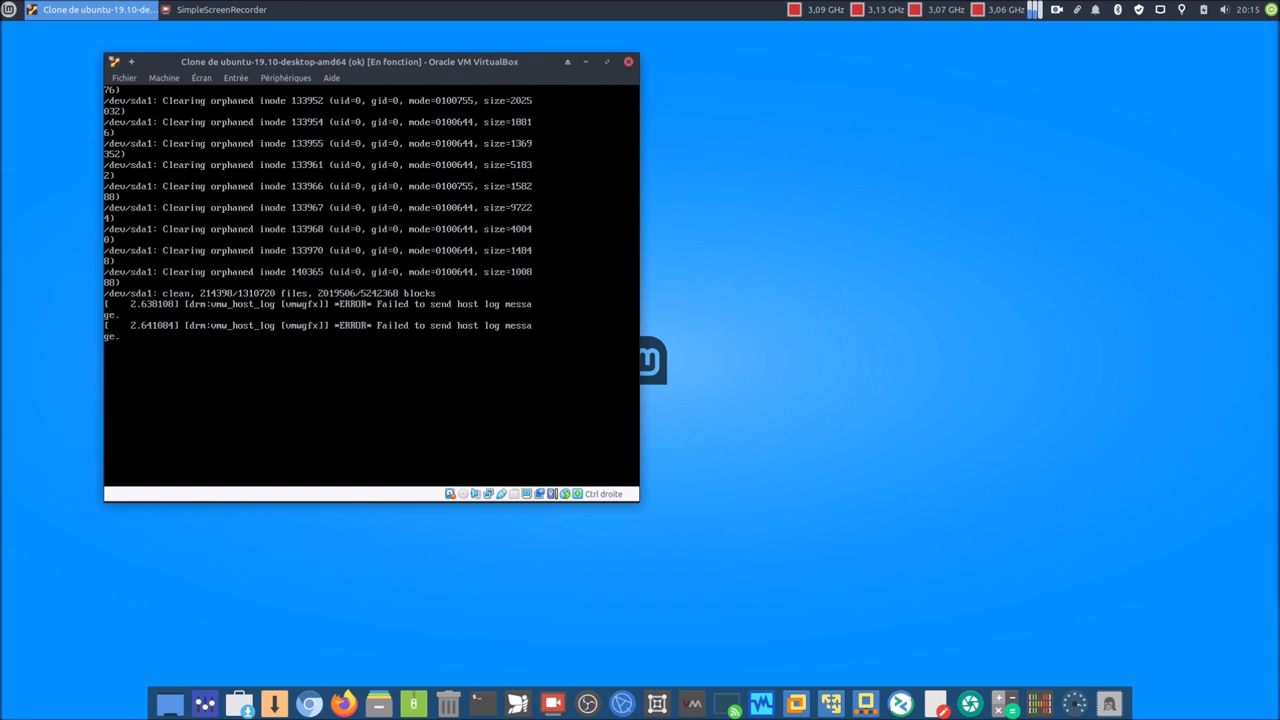 Clone de ubuntu-19.10-de...
SimpleScreenRecorder
3,09 GHz
3,13 GHz
3,07 GHz
3,06 GHz
20:15
Clone de ubuntu-19.10-desktop-amd64 (ok) [En fonction] - Oracle VM VirtualBox
Fichier Machine Écran Entrée Périphériques Aide
76)
/dev/sda1: Clearing orphaned inode 133952 (uid=0, gid=0, mode=0100755, size=2025
032)
/dev/sda1: Clearing orphaned inode 133954 (uid=0, gid=0, mode=0100644, size=1881
6)
/dev/sda1: Clearing orphaned inode 133955 (uid=0, gid=0, mode=0100644, size=1369
352)
/dev/sda1: Clearing orphaned inode 133961 (uid=0, gid=0, mode=0100644, size=5183
2)
/dev/sda1: Clearing orphaned inode 133966 (uid=0, gid=0, mode=0100755, size=1582
88)
/dev/sda1: Clearing orphaned inode 133967 (uid=0, gid=0, mode=0100644, size=9722
4)
/dev/sda1: Clearing orphaned inode 133968 (uid=0, gid=0, mode=0100644, size=4004
0)
/dev/sda1: Clearing orphaned inode 133970 (uid=0, gid=0, mode=0100644, size=1484
8)
/dev/sda1: Clearing orphaned inode 140365 (uid=0, gid=0, mode=0100644, size=1008
88)
/dev/sda1: clean, 214398/1310720 files, 2019506/5242368 blocks
[    2.638108] [drm:vmw_host_log [vmwgfx]] *ERROR* Failed to send host log messa
ge.
[    2.641084] [drm:vmw_host_log [vmwgfx]] *ERROR* Failed to send host log messa
ge.
Ctrl droite